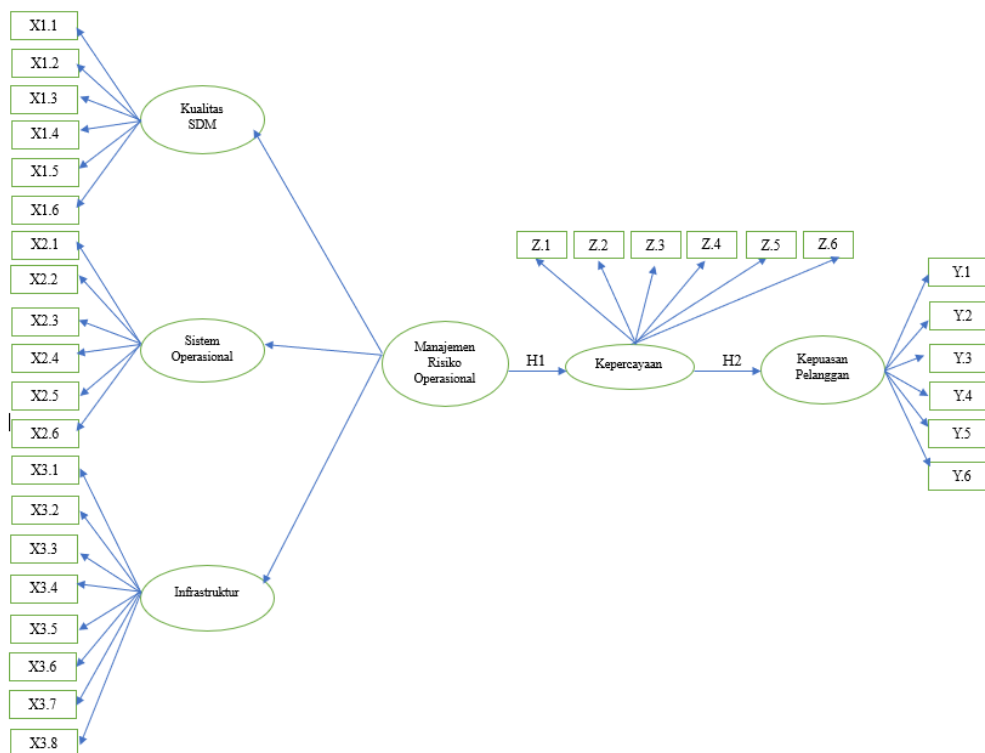 X1.1
X1.2
X1.3
X1.4
X1.5
X1.6
X2.1
X2.2
X2.3
X2.4
X2.5
X2.6
X3.1
X3.2
X3.3
X3.4
X3.5
X3.6
X3.7
X3.8
Kualitas
SDM
Sistem
Operasional
Infrastruktur
Manajemen
Risiko
Operasional
H1
Z.1
Z.2
Z.3
Z.4
Z.5
Z.6
Kepercayaan
H2
Kepuasan
Pelanggan
Y.1
Y.2
Y.3
Y.4
Y.5
Y.6